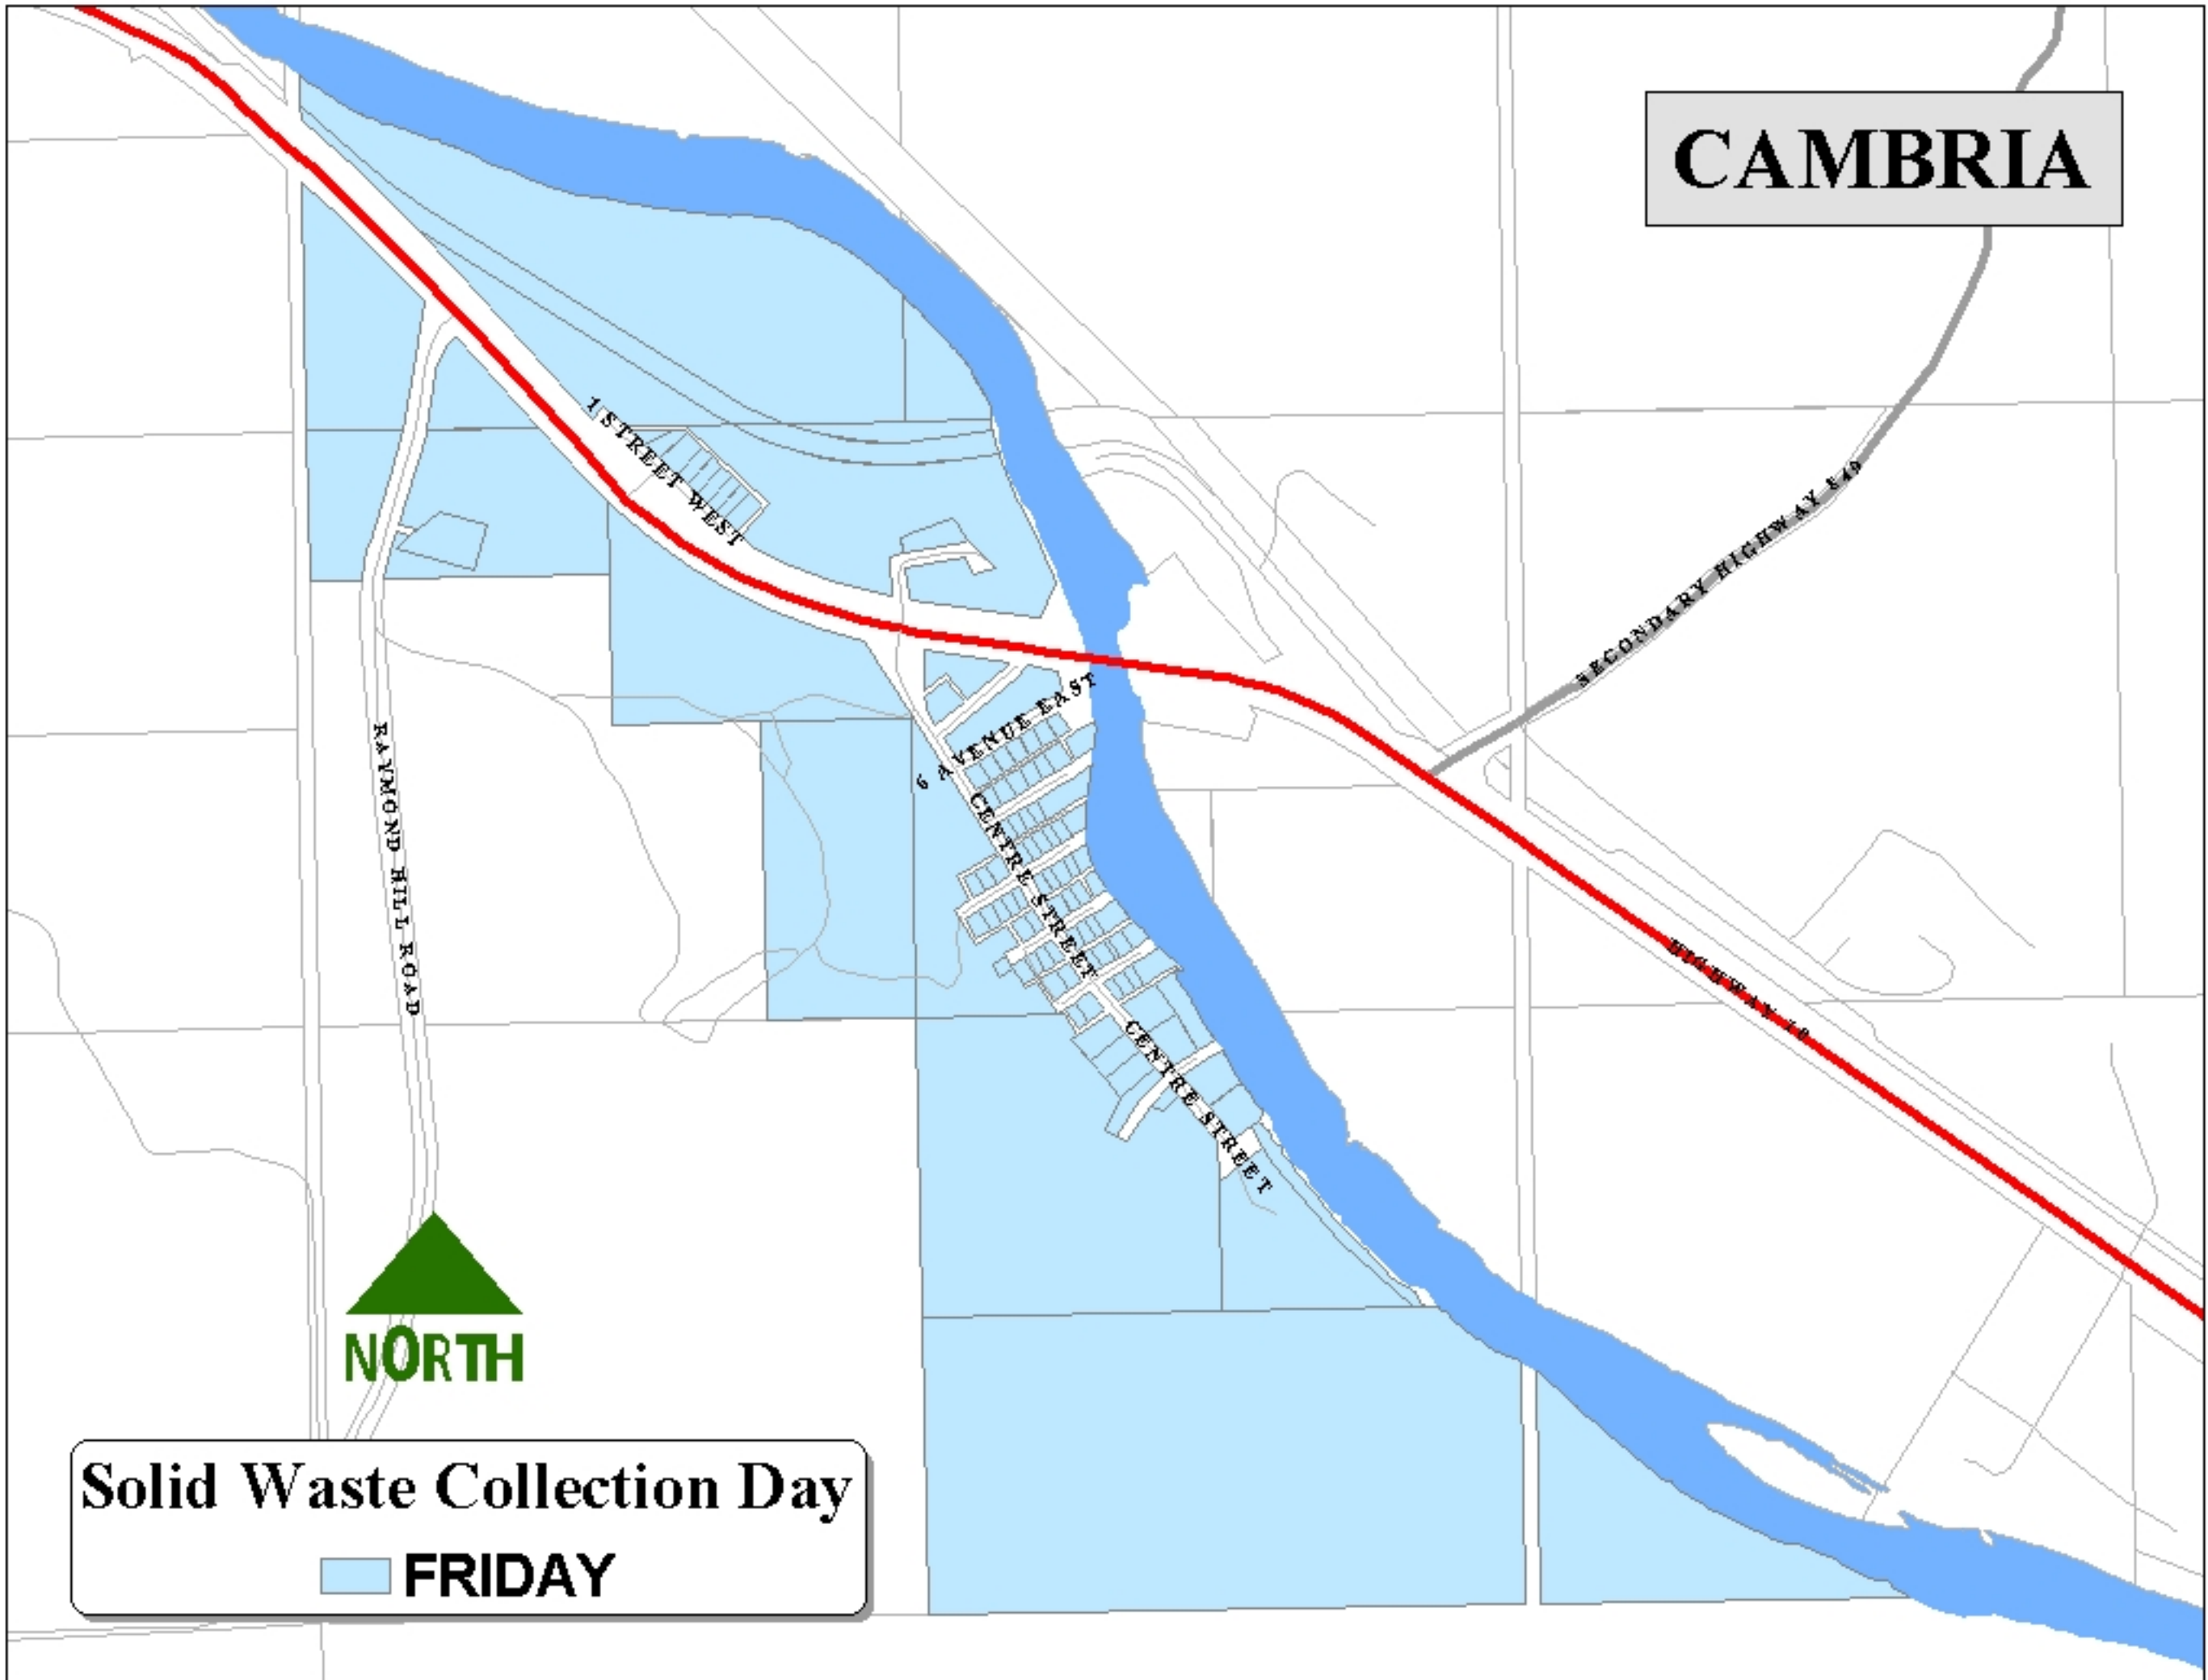 CAMBRIA
1 STREET WEST
SECONDARY HIGHWAY 849
6 AVENUE EAST
RAYMOND HILL ROAD
CENTRE STREET
HIGHWAY 10
CENTRE STREET
NORTH
Solid Waste Collection Day
FRIDAY